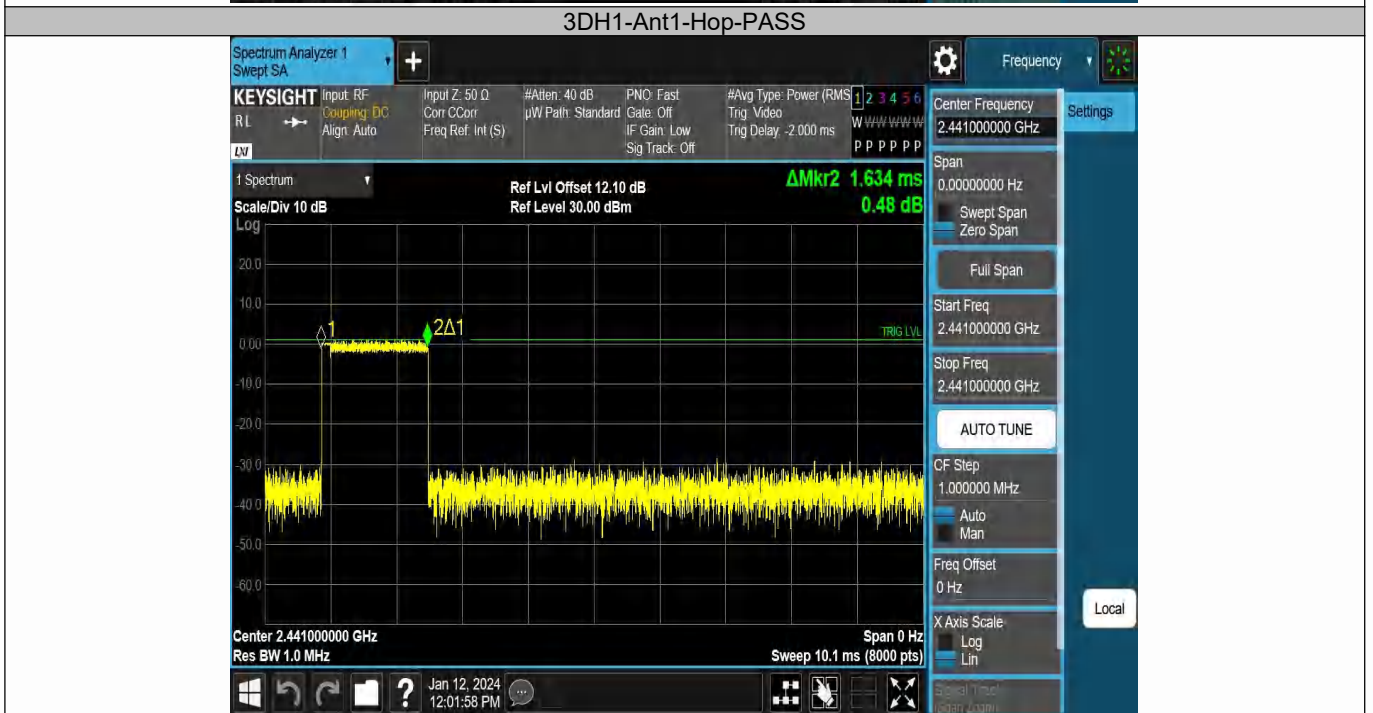 3DH1-Ant1-Hop-PASS
Spectrum Analyzer 1
Swept SA
+
Frequency
KEYSIGHT
RL
LXI
Input: RF
Coupling: DC
Align: Auto
Input Z: 50 Ω
Corr CCorr
Freq Ref: Int (S)
#Atten: 40 dB
µW Path: Standard
PNO: Fast
Gate: Off
IF Gain: Low
Sig Track: Off
#Avg Type: Power (RMS
Trig: Video
Trig Delay: -2.000 ms
1 2 3 4 5 6
W W W W W W
P P P P P P
Center Frequency
2.441000000 GHz
Settings
Span
0.00000000 Hz
Swept Span
Zero Span
Full Span
Start Freq
2.441000000 GHz
Stop Freq
2.441000000 GHz
AUTO TUNE
CF Step
1.000000 MHz
Auto
Man
Freq Offset
0 Hz
X Axis Scale
Log
Lin
Signal Track
(Span Zoom)
Local
1 Spectrum
Scale/Div 10 dB
Log
Ref Lvl Offset 12.10 dB
Ref Level 30.00 dBm
ΔMkr2 1.634 ms
0.48 dB
20.0
10.0
0.00
-10.0
-20.0
-30.0
-40.0
-50.0
-60.0
1
2Δ1
TRIG LVL
Center 2.441000000 GHz
Res BW 1.0 MHz
Span 0 Hz
Sweep 10.1 ms (8000 pts)
?
Jan 12, 2024
12:01:58 PM